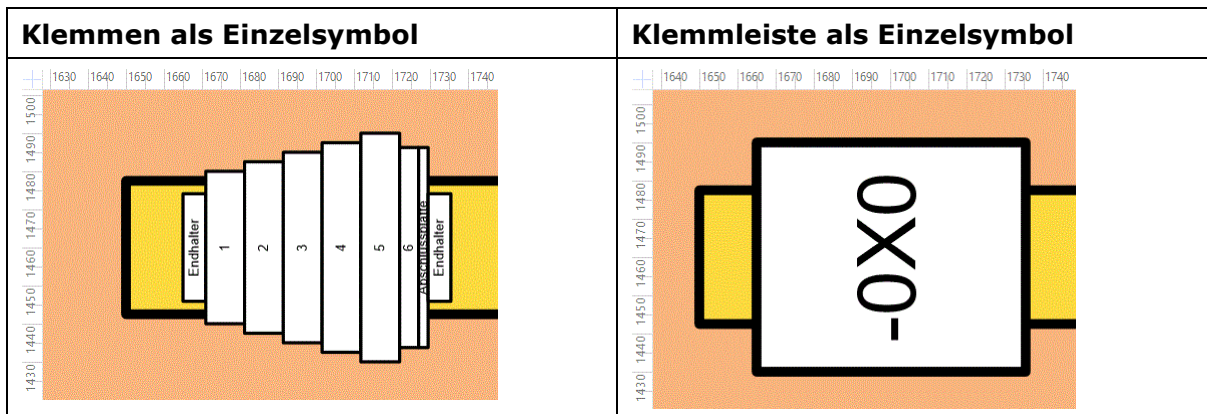 Klemmen als Einzelsymbol
Klemmleiste als Einzelsymbol
1630 1640 1650 1660 1670 1680 1690 1700 1710 1720 1730 1740
1500
1490
1480
1470
1460
1450
1440
1430
Endhalter
1
2
3
4
5
6
Abschlussplatte
Endhalter
1640 1650 1660 1670 1680 1690 1700 1710 1720 1730 1740
1500
1490
1480
1470
1460
1450
1440
1430
-0X0